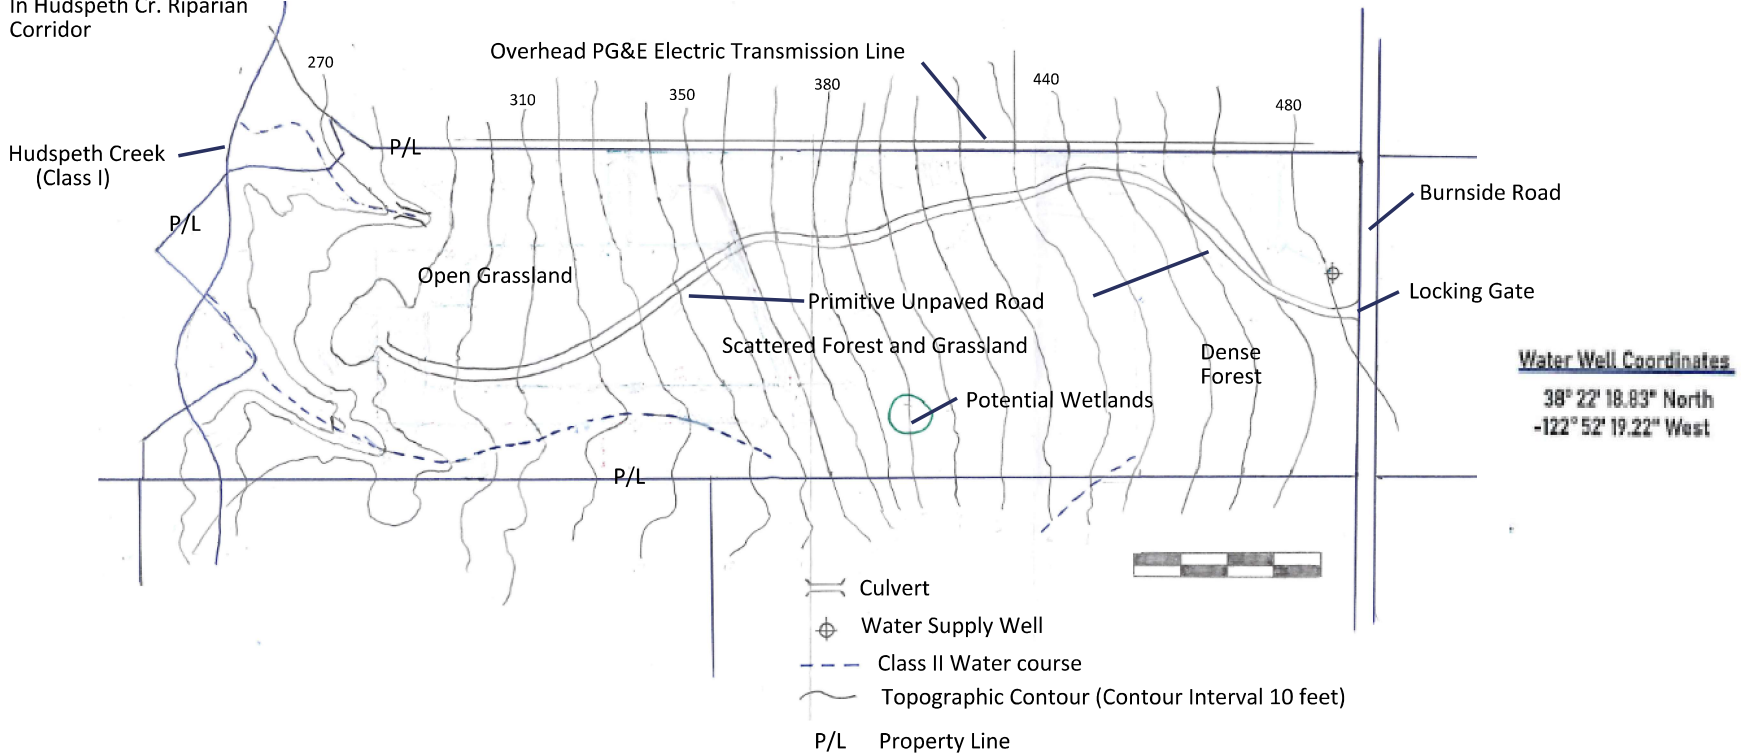 In Hudspeth Cr. Riparian
Corridor
Overhead PG&E Electric Transmission Line
270
310
350
380
440
480
P/L
Hudspeth Creek
(Class I)
P/L
Burnside Road
Open Grassland
Primitive Unpaved Road
Locking Gate
Scattered Forest and Grassland
Dense
Forest
Potential Wetlands
Water Well Coordinates
38° 22' 18.83" North
-122° 52' 19.22" West
P/L
Culvert
Water Supply Well
Class II Water course
Topographic Contour (Contour Interval 10 feet)
P/L Property Line